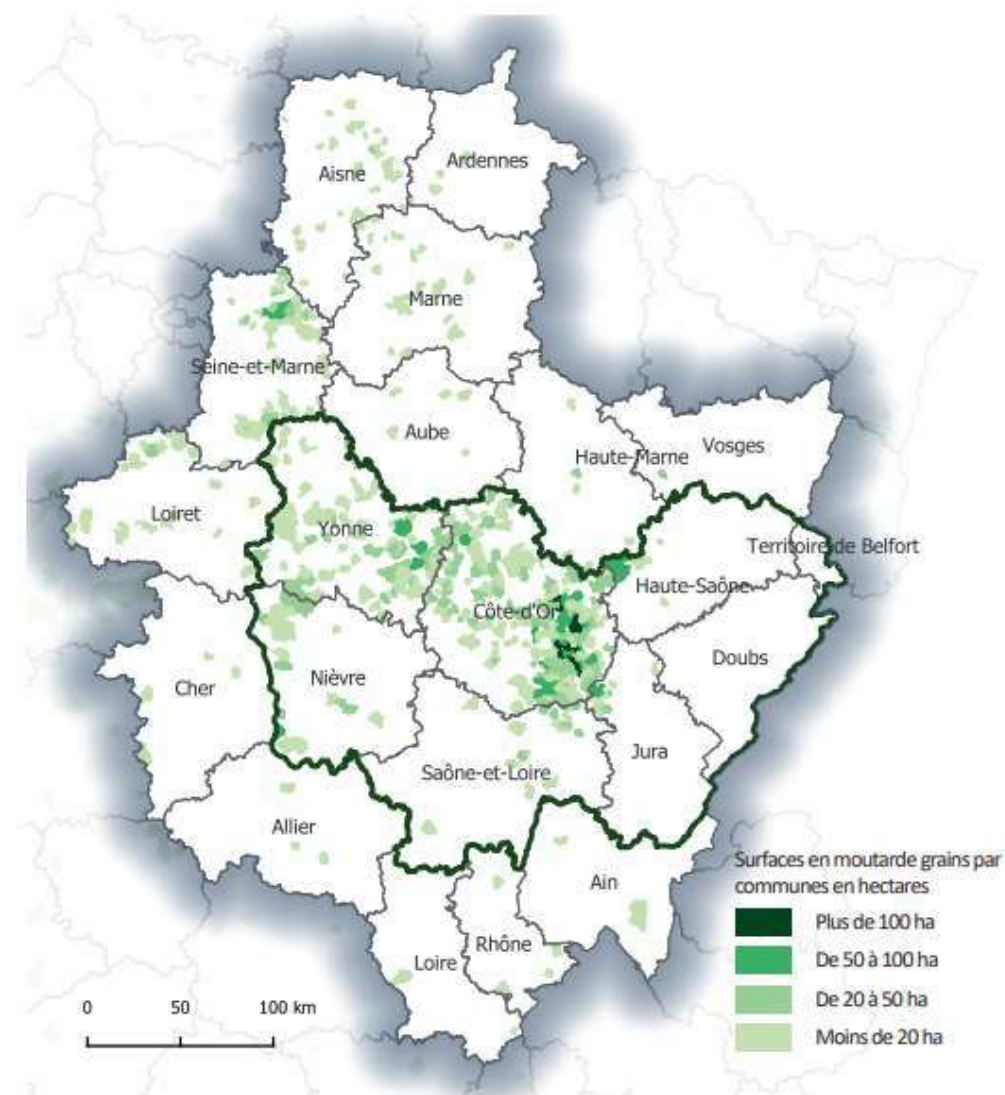 Aisne
Ardennes
Marne
Seine-et-Marne
Aube
Haute-Marne
Vosges
Loiret
Yonne
Territoire de Belfort
Haute-Saône
Côte-d'Or
Doubs
Cher
Nièvre
Jura
Saône-et-Loire
Allier
Ain
Rhône
Loire
Surfaces en moutarde grains par
communes en hectares
Plus de 100 ha
De 50 à 100 ha
De 20 à 50 ha
Moins de 20 ha
0 50 100 km